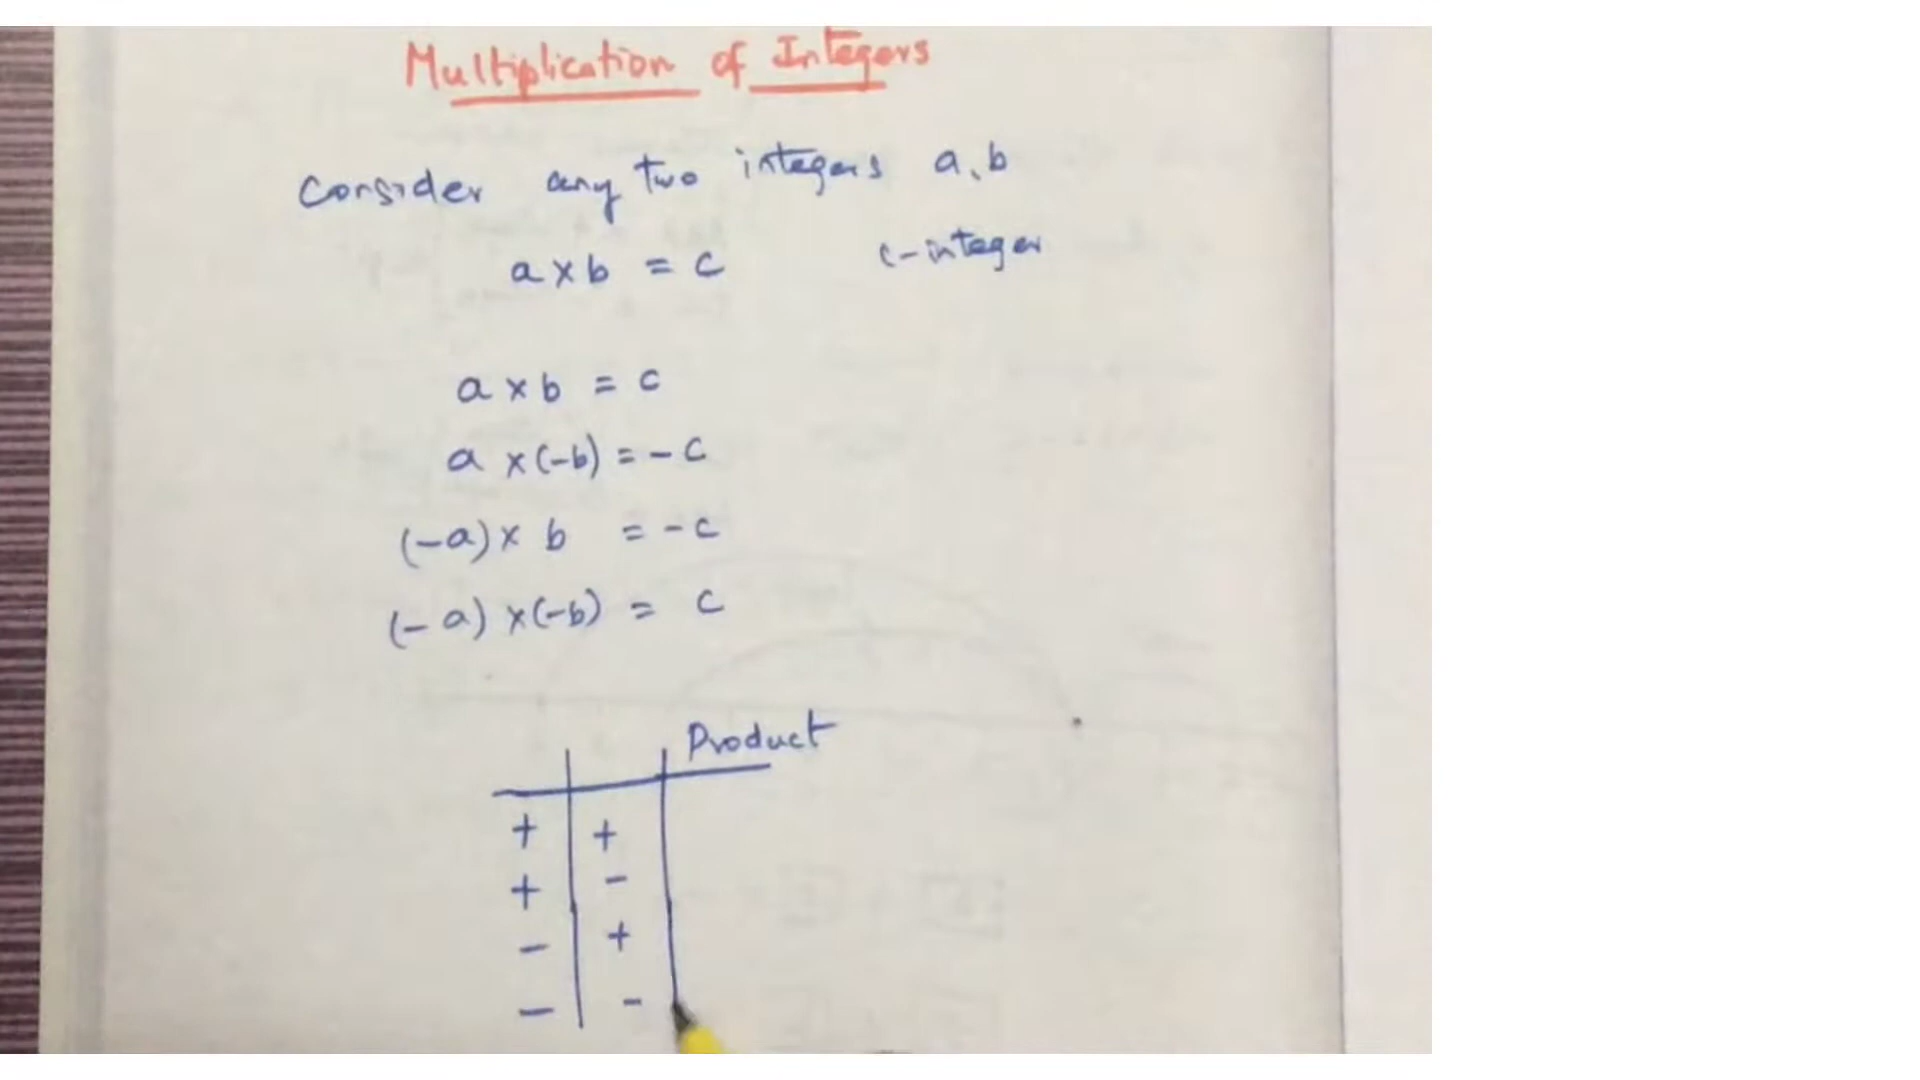 Multiplication of Integers
Consider any two integers a, b
a × b = c c-integer
a × b = c
a × (-b) = - c
(-a) × b = - c
(- a) × (-b) = c
Product
+ +
+ -
- +
- -